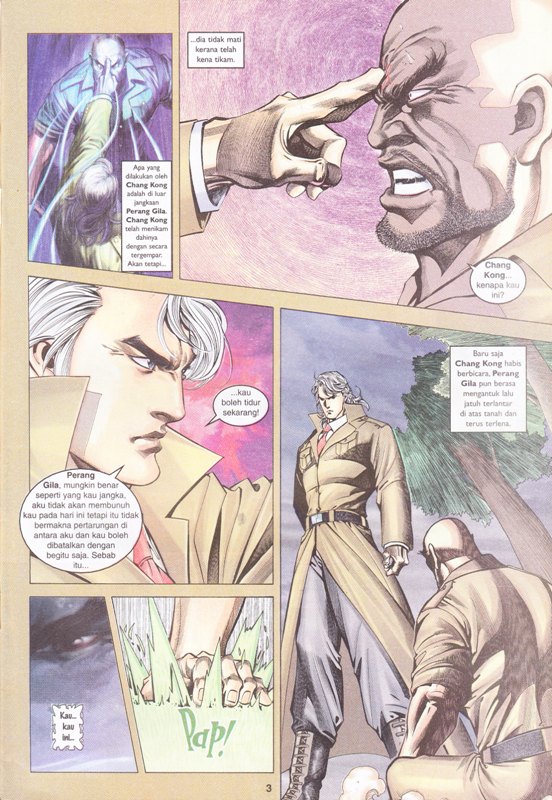 Apa yang
dilakukan oleh
Chang Kong
adalah di luar
jangkaan
Perang Gila.
Chang Kong
telah menikam
dahinya
dengan secara
tergempar.
Akan tetapi...
...dia tidak mati
kerana telah
kena tikam.
Chang
Kong...
kenapa kau
ini?
...kau
boleh tidur
sekarang!
Perang
Gila, mungkin benar
seperti yang kau jangka,
aku tidak akan membunuh
kau pada hari ini tetapi itu tidak
bermakna pertarungan di
antara aku dan kau boleh
dibatalkan dengan
begitu saja. Sebab
itu...
Baru saja
Chang Kong habis
berbicara, Perang
Gila pun berasa
mengantuk lalu
jatuh terlantar
di atas tanah dan
terus terlena.
Kau...
kau
ini...
Pap!
3